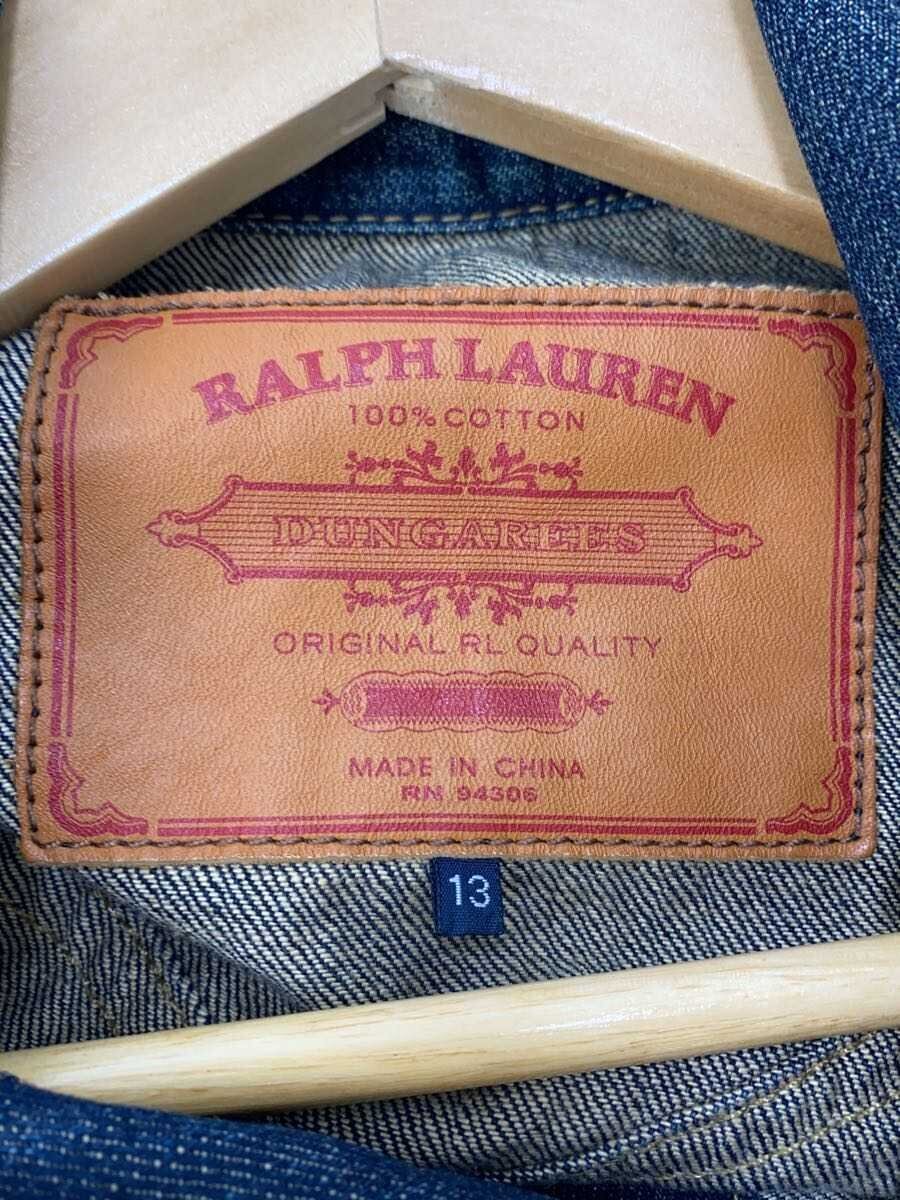 RALPH LAUREN
100% COTTON
DUNGAREES
ORIGINAL RL QUALITY
MADE IN CHINA
RN 94306
13